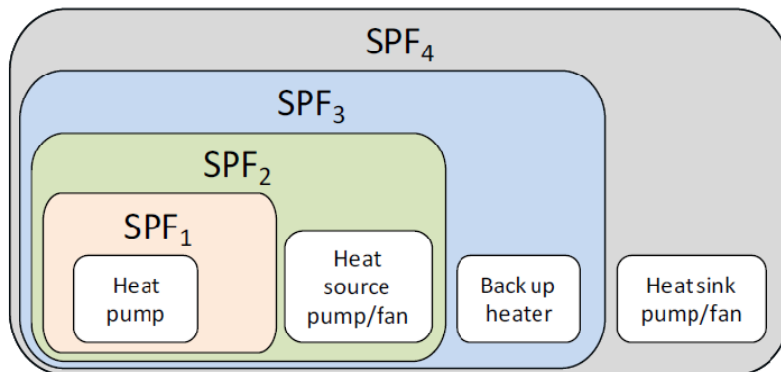 SPF₄
SPF₃
SPF₂
SPF₁
Heat
pump
Heat
source
pump/fan
Back up
heater
Heat sink
pump/fan